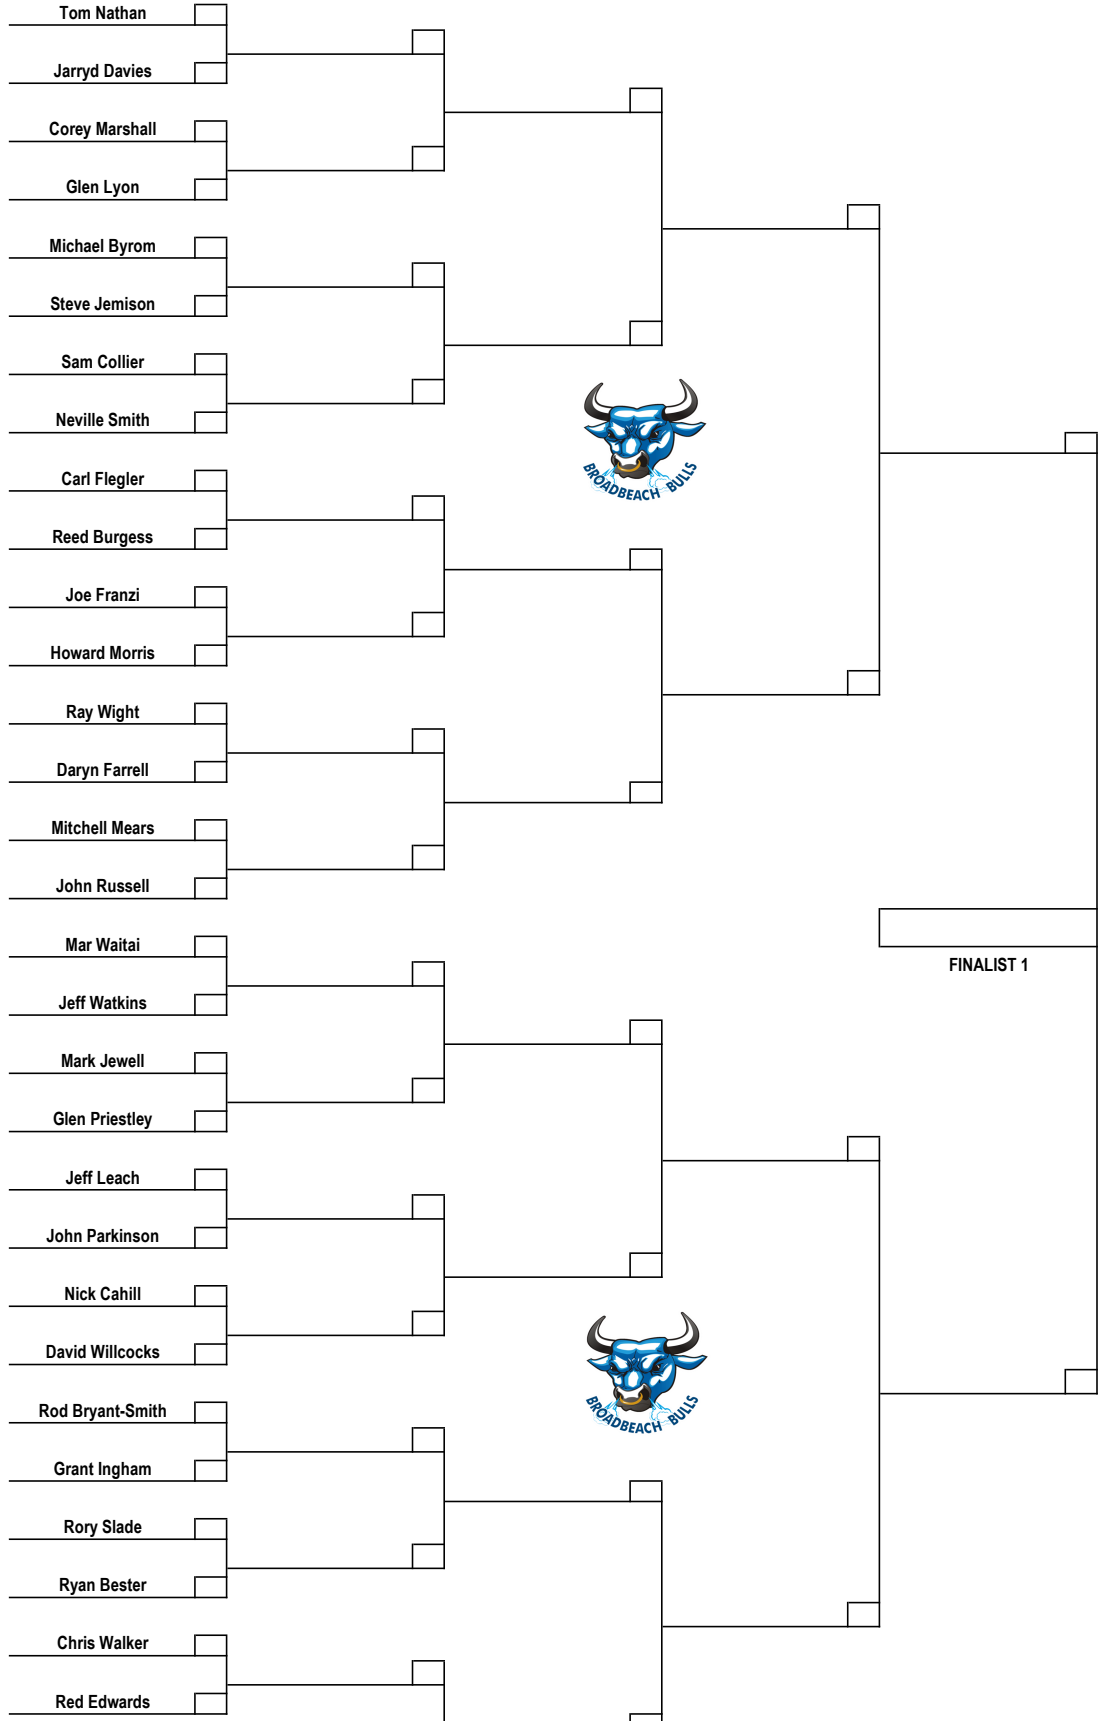 Tom Nathan
Jarryd Davies
Corey Marshall
Glen Lyon
Michael Byrom
Steve Jemison
Sam Collier
Neville Smith
BROADBEACH BULLS
Carl Flegler
Reed Burgess
Joe Franzi
Howard Morris
Ray Wight
Daryn Farrell
Mitchell Mears
John Russell
Mar Waitai
FINALIST 1
Jeff Watkins
Mark Jewell
Glen Priestley
Jeff Leach
John Parkinson
Nick Cahill
David Willcocks
BROADBEACH BULLS
Rod Bryant-Smith
Grant Ingham
Rory Slade
Ryan Bester
Chris Walker
Red Edwards